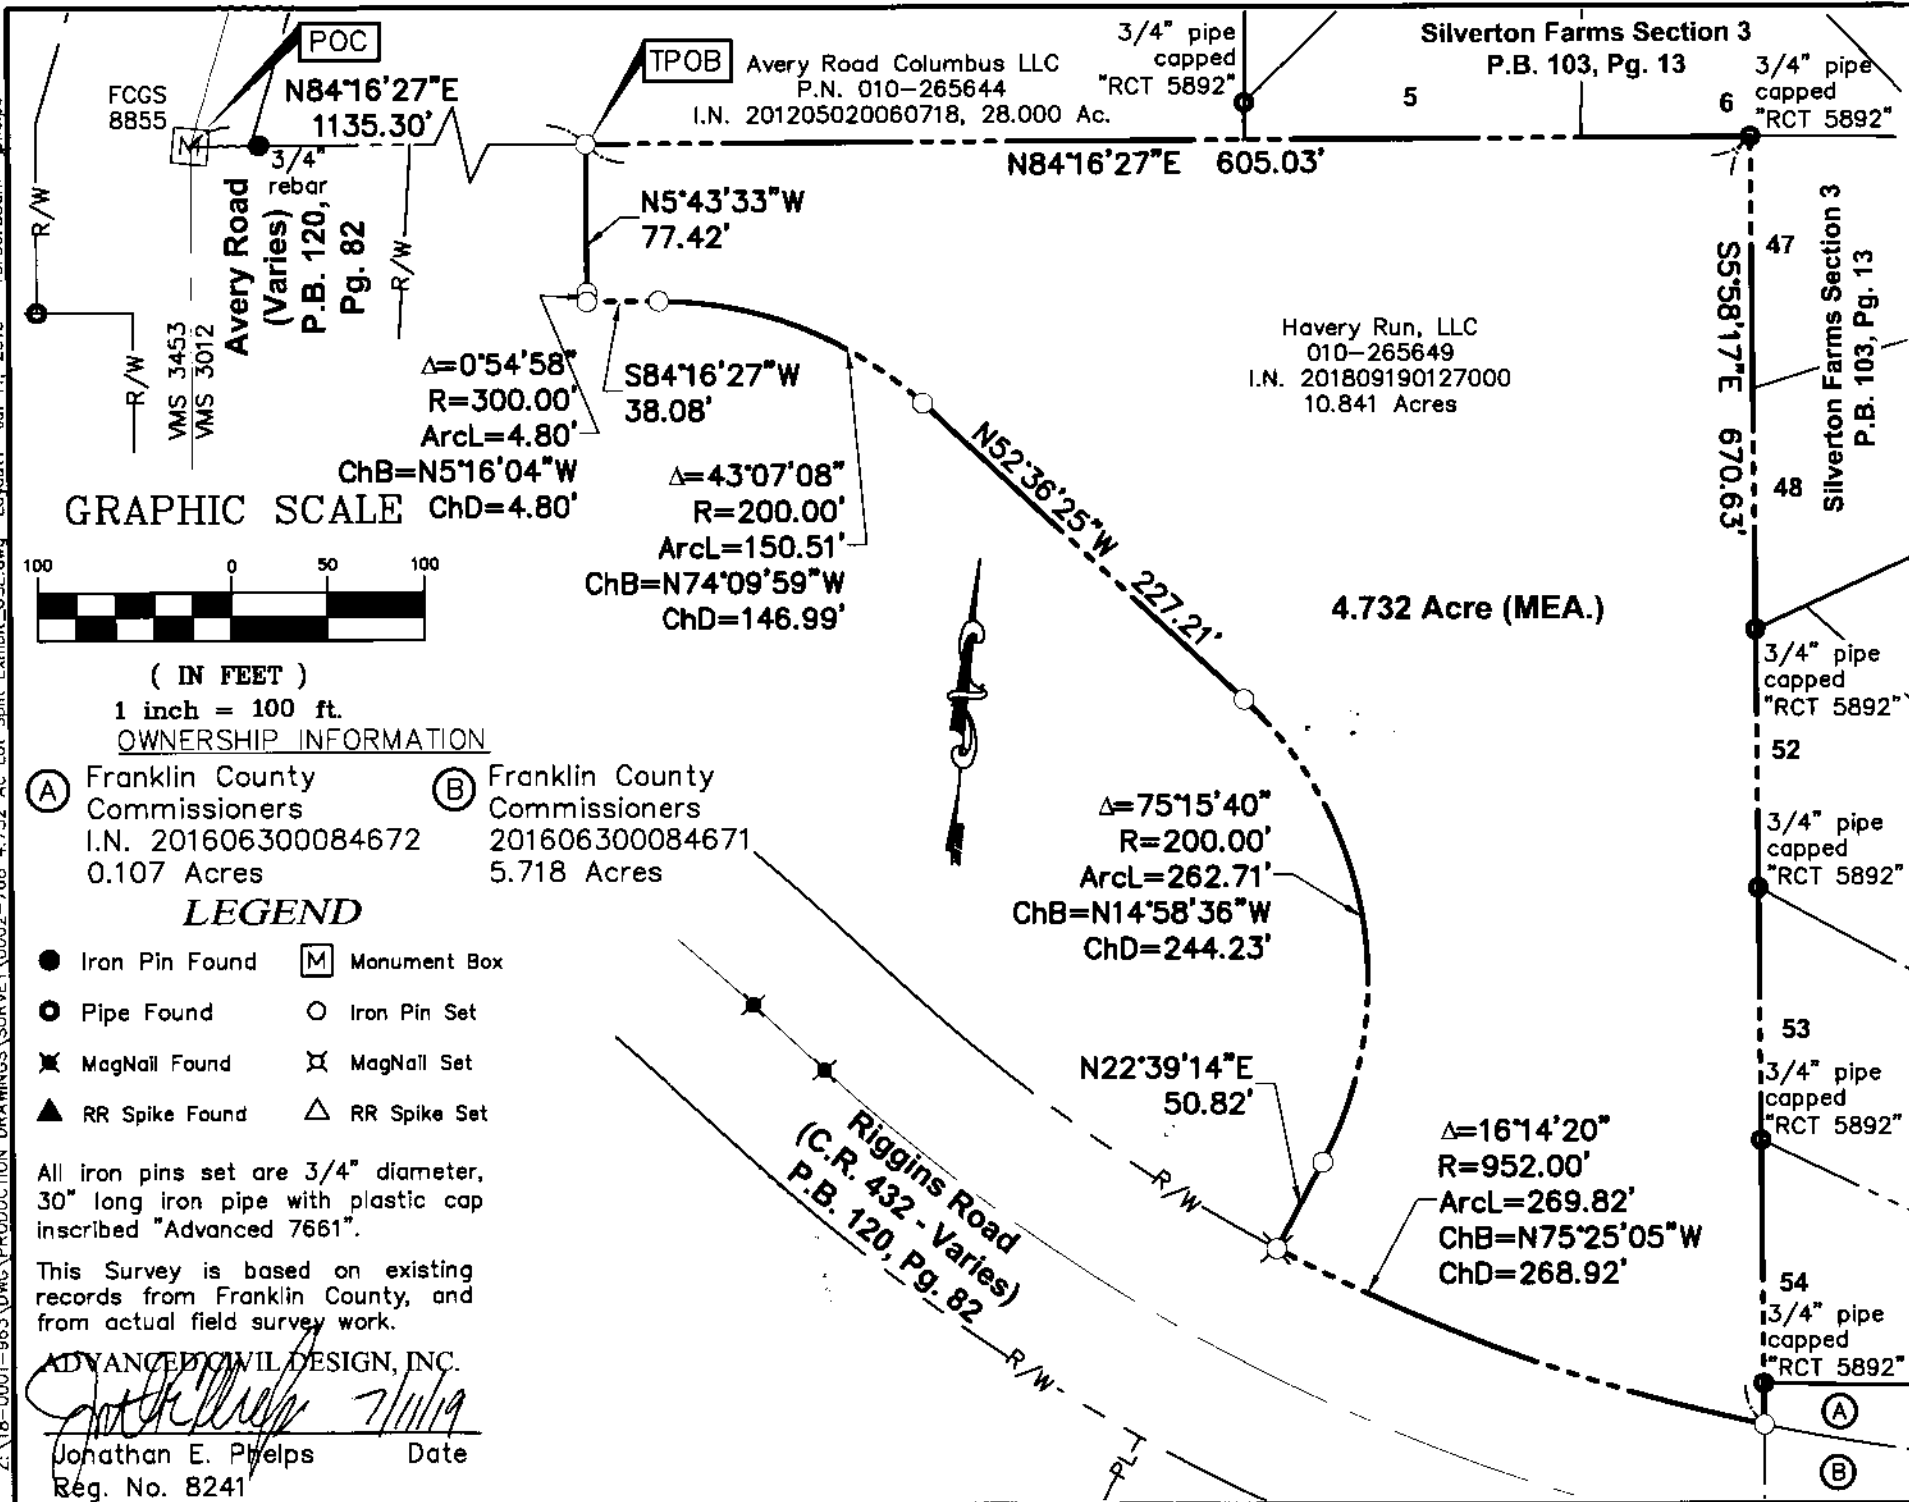 POC
FCGS
8855
M
N84°16'27"E
1135.30'
3/4"
rebar
TPOB
Avery Road Columbus LLC
P.N. 010-265644
I.N. 201205020060718, 28.000 Ac.
3/4" pipe
capped
"RCT 5892"
Silverton Farms Section 3
P.B. 103, Pg. 13
5
6
3/4" pipe
capped
"RCT 5892"
N84°16'27"E 605.03'
R/W
R/W
R/W
Avery Road
(Varies)
P.B. 120,
Pg. 82
VMS 3453
VMS 3012
N5°43'33"W
77.42'
S84°16'27"W
38.08'
Δ=0°54'58"
R=300.00'
ArcL=4.80'
ChB=N5°16'04"W
ChD=4.80'
Δ=43°07'08"
R=200.00'
ArcL=150.51'
ChB=N74°09'59"W
ChD=146.99'
N52°36'25"W 227.21'
Havery Run, LLC
010-265649
I.N. 201809190127000
10.841 Acres
4.732 Acre (MEA.)
S5°58'17"E 670.63'
47
48
Silverton Farms Section 3
P.B. 103, Pg. 13
3/4" pipe
capped
"RCT 5892"
52
3/4" pipe
capped
"RCT 5892"
53
3/4" pipe
capped
"RCT 5892"
54
3/4" pipe
capped
"RCT 5892"
A
B
GRAPHIC SCALE
100 0 50 100
( IN FEET )
1 inch = 100 ft.
OWNERSHIP INFORMATION
A Franklin County
Commissioners
I.N. 201606300084672
0.107 Acres
B Franklin County
Commissioners
201606300084671
5.718 Acres
LEGEND
Iron Pin Found
M Monument Box
Pipe Found
Iron Pin Set
MagNail Found
MagNail Set
RR Spike Found
RR Spike Set
All iron pins set are 3/4" diameter,
30" long iron pipe with plastic cap
inscribed "Advanced 7661".
This Survey is based on existing
records from Franklin County, and
from actual field survey work.
ADVANCED CIVIL DESIGN, INC.
7/11/19
Jonathan E. Phelps Date
Reg. No. 8241
Δ=75°15'40"
R=200.00'
ArcL=262.71'
ChB=N14°58'36"W
ChD=244.23'
N22°39'14"E
50.82'
Δ=16°14'20"
R=952.00'
ArcL=269.82'
ChB=N75°25'05"W
ChD=268.92'
Riggins Road
(C.R. 432 - Varies)
P.B. 120, Pg. 82
R/W
R/W
PL